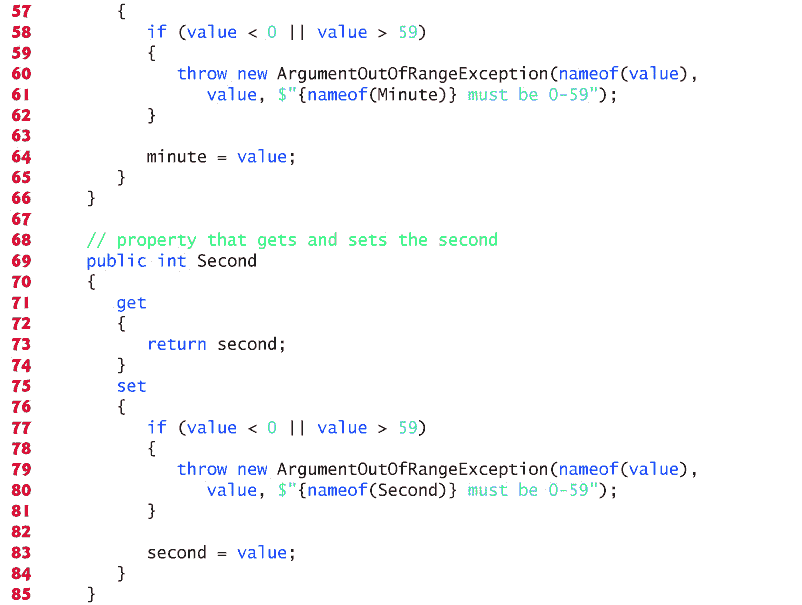 57         {
58            if (value < 0 || value > 59)
59            {
60               throw new ArgumentOutOfRangeException(nameof(value),
61                  value, $"{nameof(Minute)} must be 0-59");
62            }
63
64            minute = value;
65         }
66      }
67
68      // property that gets and sets the second
69      public int Second
70      {
71         get
72         {
73            return second;
74         }
75         set
76         {
77            if (value < 0 || value > 59)
78            {
79               throw new ArgumentOutOfRangeException(nameof(value),
80                  value, $"{nameof(Second)} must be 0-59");
81            }
82
83            second = value;
84         }
85      }